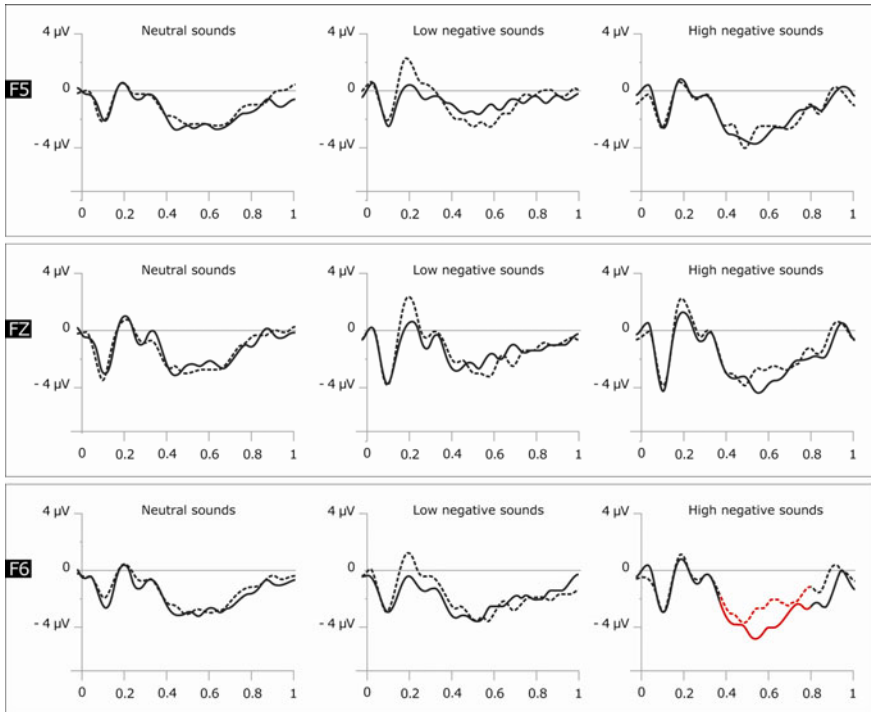 Neutral sounds Low negative sounds High negative sounds
4 µV 4 µV 4 µV
F5 0 0 0
- 4 µV - 4 µV - 4 µV
0 0.2 0.4 0.6 0.8 1 0 0.2 0.4 0.6 0.8 1 0 0.2 0.4 0.6 0.8 1
Neutral sounds Low negative sounds High negative sounds
4 µV 4 µV 4 µV
FZ 0 0 0
- 4 µV - 4 µV - 4 µV
0 0.2 0.4 0.6 0.8 1 0 0.2 0.4 0.6 0.8 1 0 0.2 0.4 0.6 0.8 1
Neutral sounds Low negative sounds High negative sounds
4 µV 4 µV 4 µV
F6 0 0 0
- 4 µV - 4 µV - 4 µV
0 0.2 0.4 0.6 0.8 1 0 0.2 0.4 0.6 0.8 1 0 0.2 0.4 0.6 0.8 1